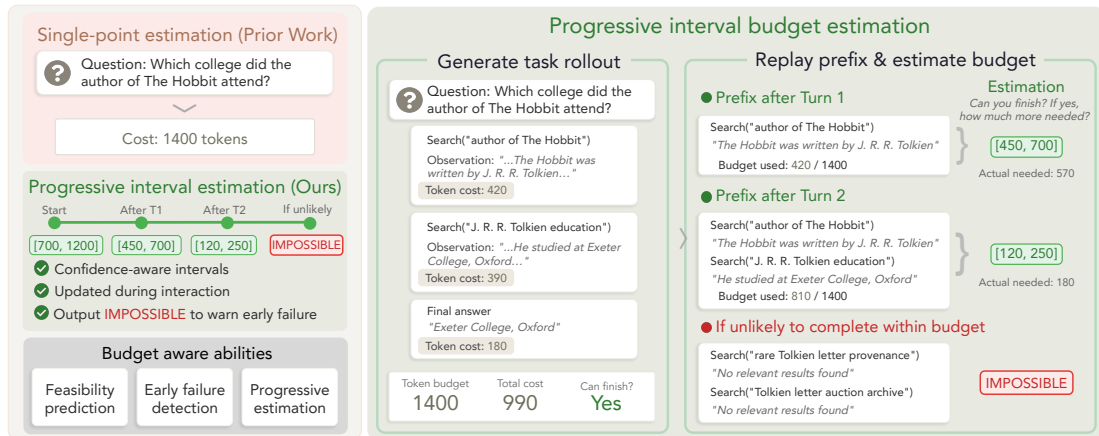 Single-point estimation (Prior Work)
?
Question: Which college did the
author of The Hobbit attend?
Cost: 1400 tokens
Progressive interval estimation (Ours)
Start
After T1
After T2
If unlikely
[700, 1200]
[450, 700]
[120, 250]
IMPOSSIBLE
Confidence-aware intervals
Updated during interaction
Output IMPOSSIBLE to warn early failure
Budget aware abilities
Feasibility
prediction
Early failure
detection
Progressive
estimation
Progressive interval budget estimation
Generate task rollout
?
Question: Which college did the
author of The Hobbit attend?
Search("author of The Hobbit")
Observation: "...The Hobbit was
written by J. R. R. Tolkien..."
Token cost: 420
Search("J. R. R. Tolkien education")
Observation: "...He studied at Exeter
College, Oxford..."
Token cost: 390
Final answer
"Exeter College, Oxford"
Token cost: 180
Token budget
1400
Total cost
990
Can finish?
Yes
Replay prefix & estimate budget
Estimation
Can you finish? If yes,
how much more needed?
Prefix after Turn 1
Search("author of The Hobbit")
"The Hobbit was written by J. R. R. Tolkien"
Budget used: 420 / 1400
[450, 700]
Actual needed: 570
Prefix after Turn 2
Search("author of The Hobbit")
"The Hobbit was written by J. R. R. Tolkien"
Search("J. R. R. Tolkien education")
"He studied at Exeter College, Oxford"
Budget used: 810 / 1400
[120, 250]
Actual needed: 180
If unlikely to complete within budget
Search("rare Tolkien letter provenance")
"No relevant results found"
Search("Tolkien letter auction archive")
"No relevant results found"
IMPOSSIBLE